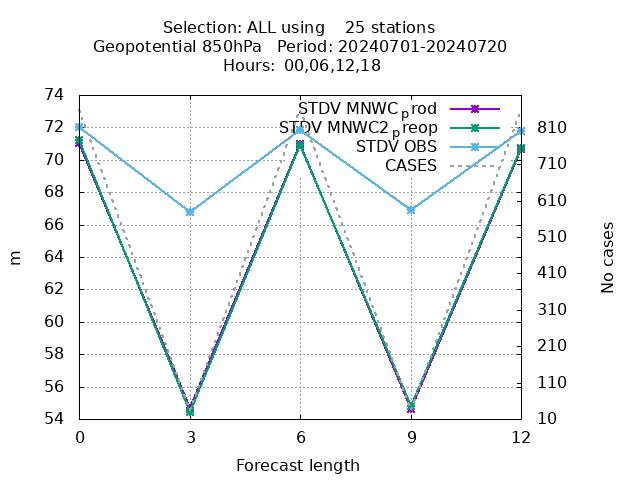 Selection: ALL using    25 stations
Geopotential 850hPa   Period: 20240701-20240720
Hours: 00,06,12,18
STDV MNWC_prod
STDV MNWC2_preop
STDV OBS
CASES
74
72
70
68
66
64
62
60
58
56
54
810
710
610
510
410
310
210
110
10
m
No cases
0 3 6 9 12
Forecast length